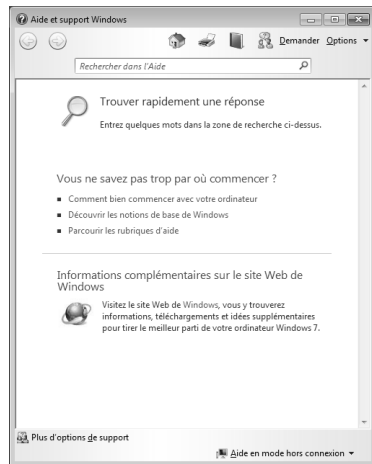 Aide et support Windows
Demander Options
Rechercher dans l'Aide
Trouver rapidement une réponse
Entrez quelques mots dans la zone de recherche ci-dessus.
Vous ne savez pas trop par où commencer ?
Comment bien commencer avec votre ordinateur
Découvrir les notions de base de Windows
Parcourir les rubriques d'aide
Informations complémentaires sur le site Web de
Windows
Visitez le site Web de Windows, vous y trouverez
informations, téléchargements et idées supplémentaires
pour tirer le meilleur parti de votre ordinateur Windows 7.
Plus d'options de support
Aide en mode hors connexion